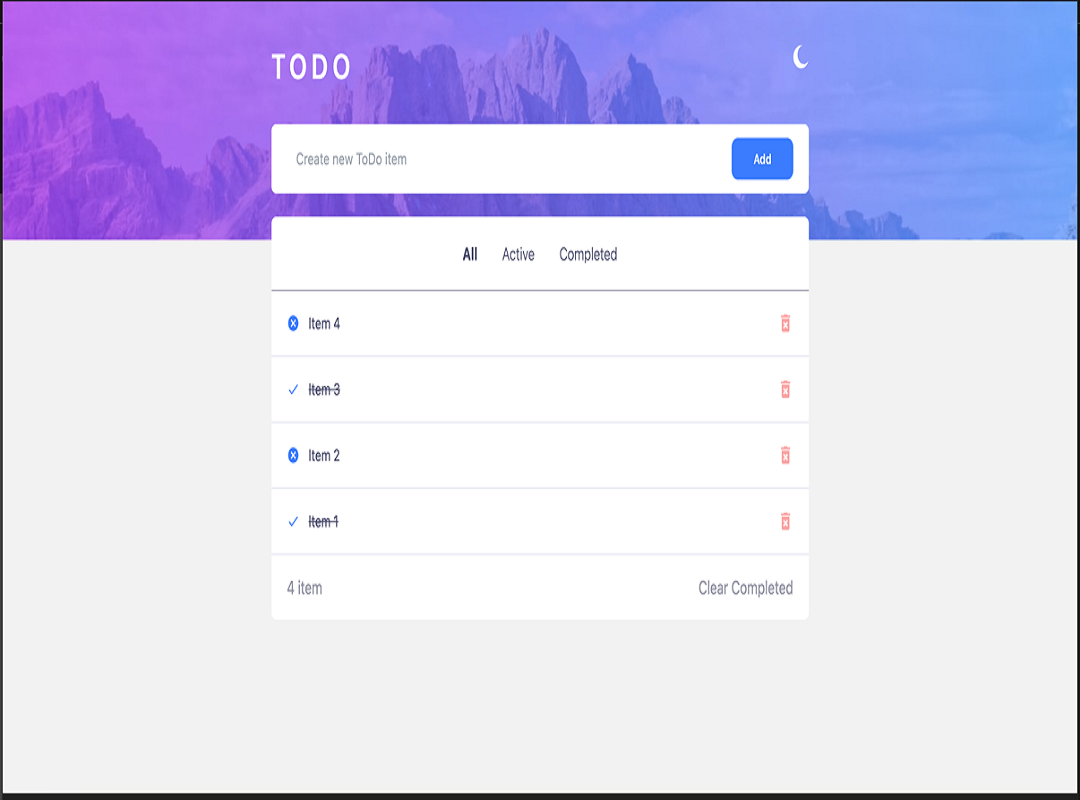 TODO
Create new ToDo item Add
All Active Completed
Item 4
Item 3
Item 2
Item 1
4 item Clear Completed